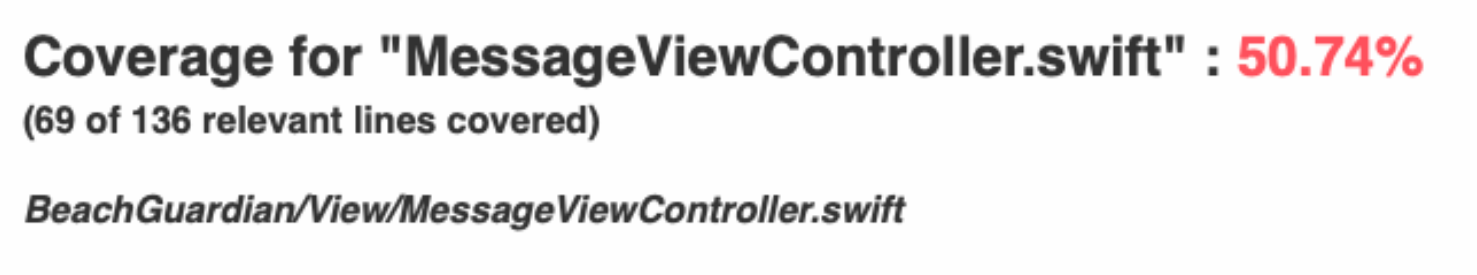 Coverage for "MessageViewController.swift" : 50.74%
(69 of 136 relevant lines covered)
BeachGuardian/View/MessageViewController.swift